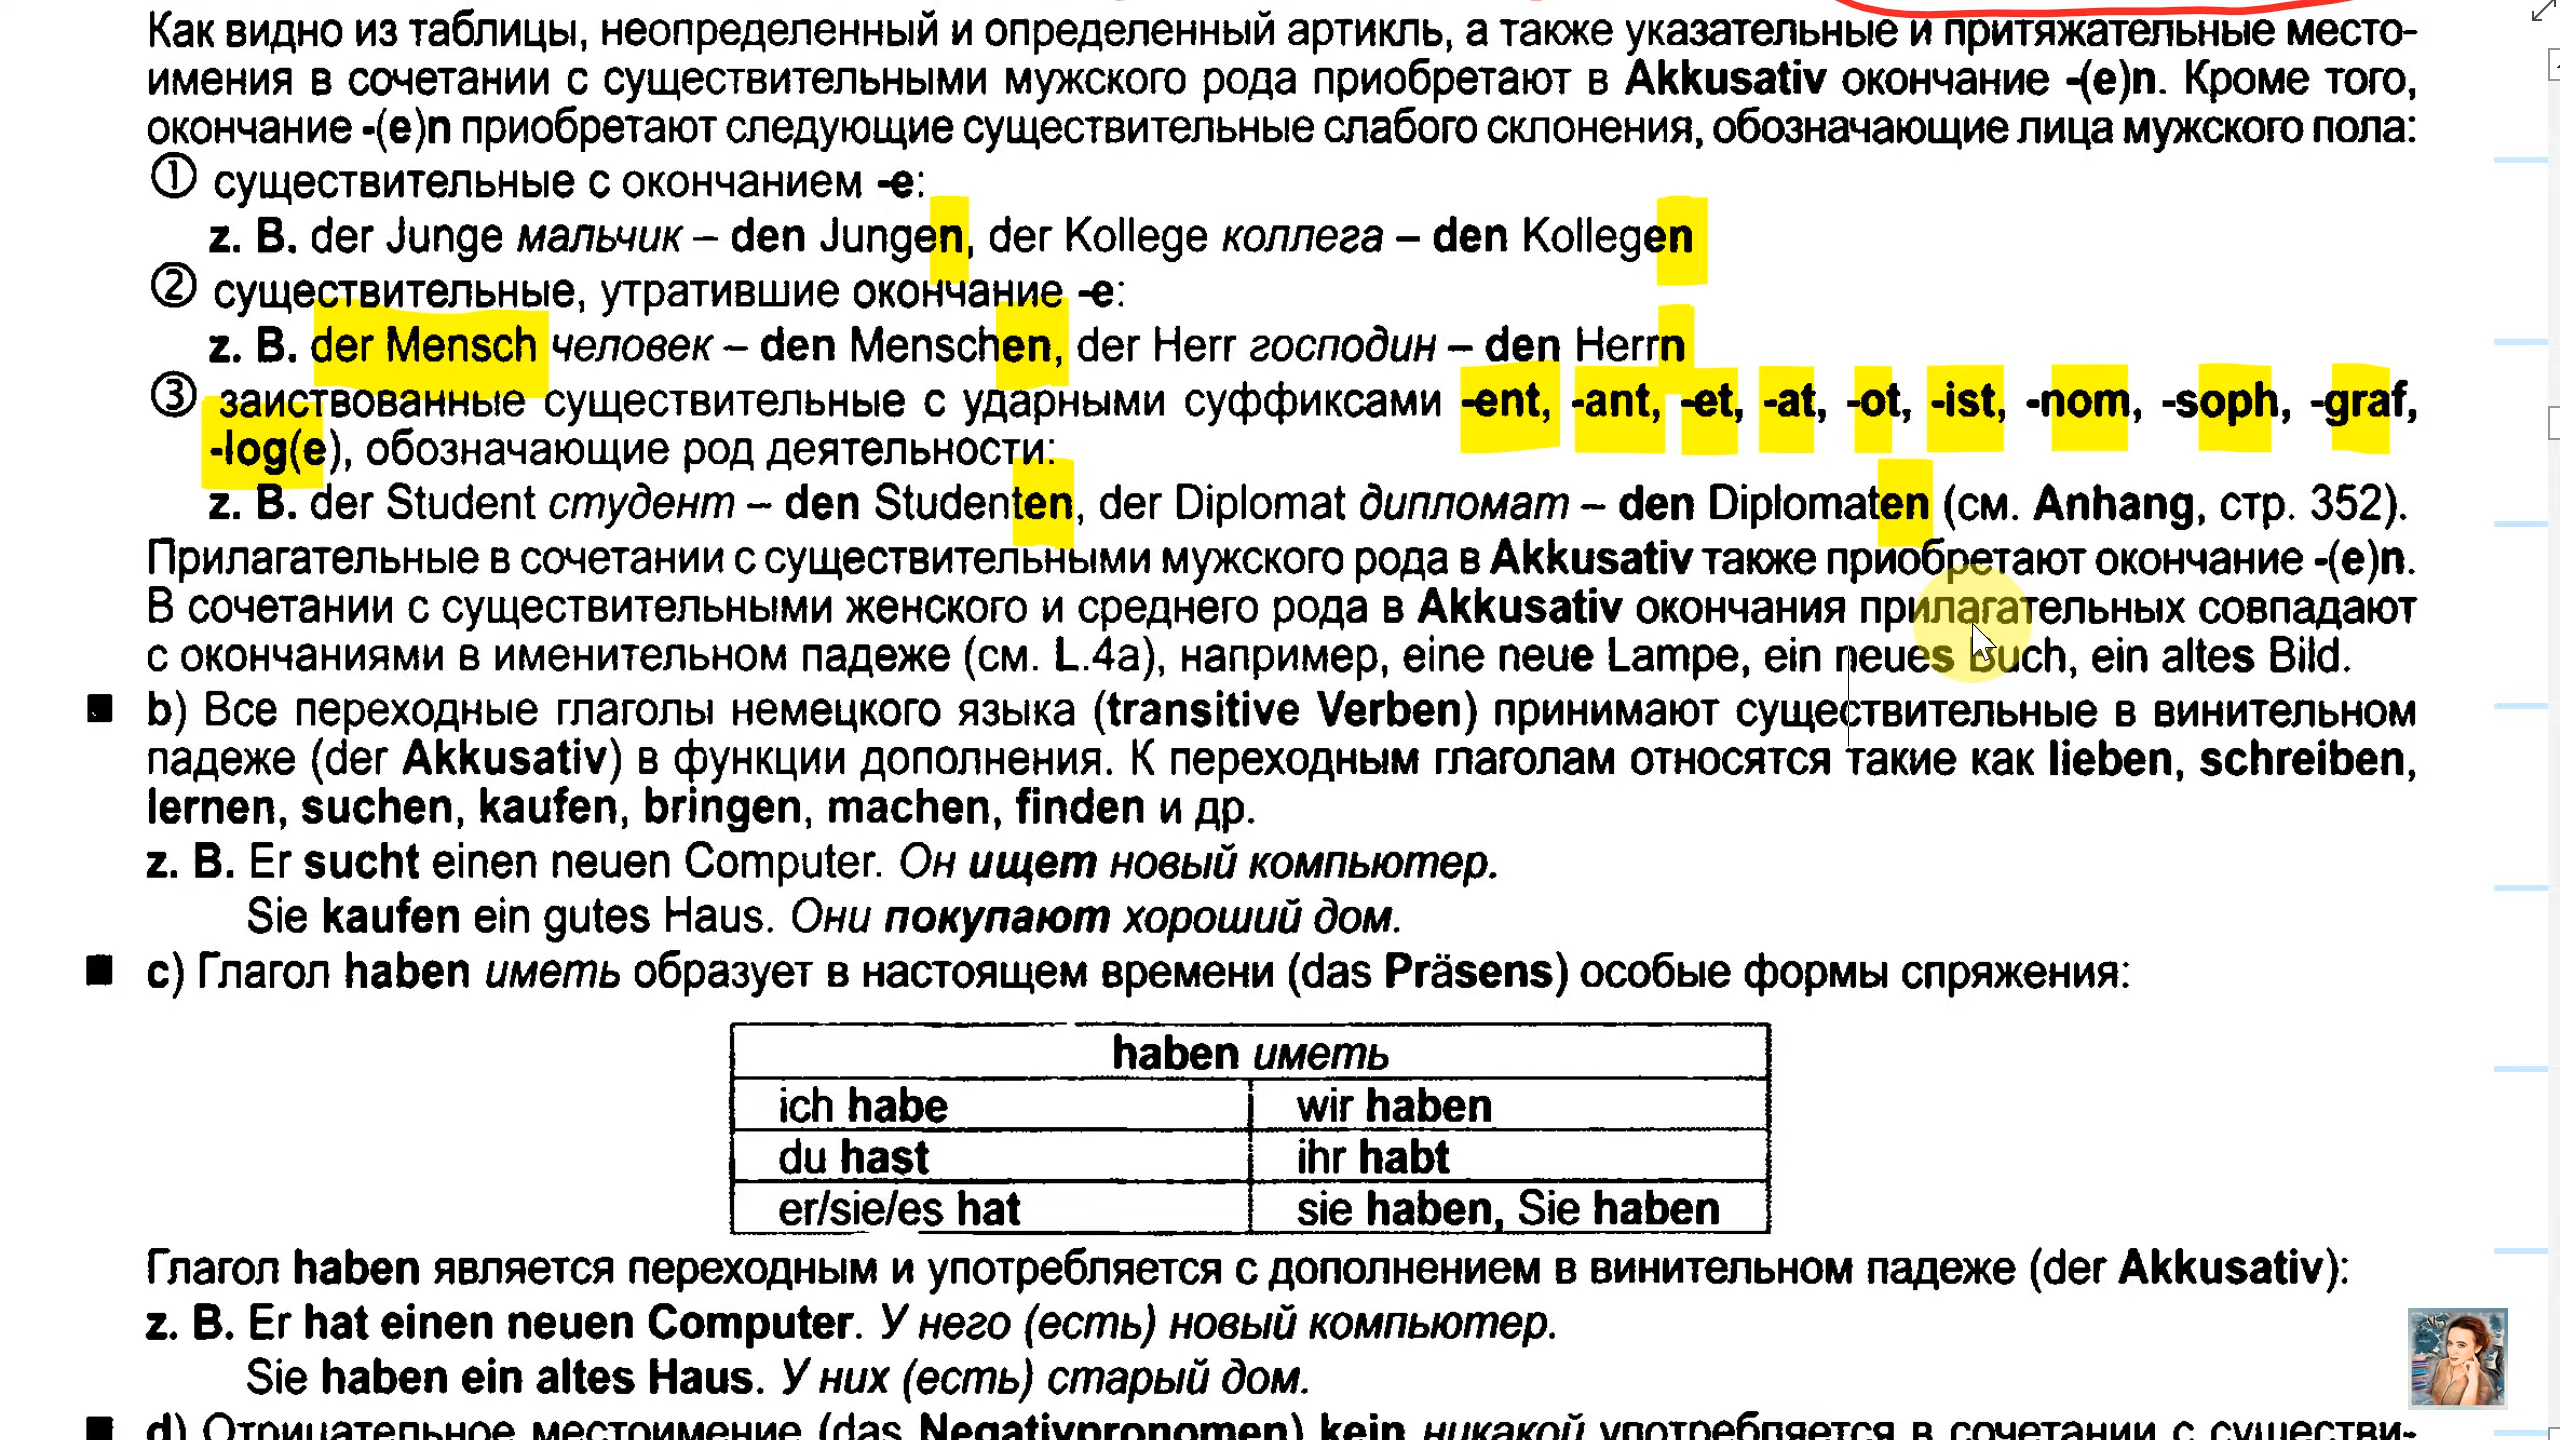 Как видно из таблицы, неопределенный и определенный артикль, а также указательные и притяжательные место-
имения в сочетании с существительными мужского рода приобретают в Akkusativ окончание -(e)n. Кроме того,
окончание -(e)n приобретают следующие существительные слабого склонения, обозначающие лица мужского пола:
① существительные с окончанием -e:
z. B. der Junge мальчик – den Jungen, der Kollege коллега – den Kollegen
② существительные, утратившие окончание -e:
z. B. der Mensch человек – den Menschen, der Herr господин – den Herrn
③ заиствованные существительные с ударными суффиксами -ent, -ant, -et, -at, -ot, -ist, -nom, -soph, -graf,
-log(e), обозначающие род деятельности:
z. B. der Student студент – den Studenten, der Diplomat дипломат – den Diplomaten (см. Anhang, стр. 352).
Прилагательные в сочетании с существительными мужского рода в Akkusativ также приобретают окончание -(e)n.
В сочетании с существительными женского и среднего рода в Akkusativ окончания прилагательных совпадают
с окончаниями в именительном падеже (см. L.4a), например, eine neue Lampe, ein neues Buch, ein altes Bild.
■ b) Все переходные глаголы немецкого языка (transitive Verben) принимают существительные в винительном
падеже (der Akkusativ) в функции дополнения. К переходным глаголам относятся такие как lieben, schreiben,
lernen, suchen, kaufen, bringen, machen, finden и др.
z. B. Er sucht einen neuen Computer. Он ищет новый компьютер.
Sie kaufen ein gutes Haus. Они покупают хороший дом.
■ c) Глагол haben иметь образует в настоящем времени (das Präsens) особые формы спряжения:
haben иметь
ich habe wir haben
du hast ihr habt
er/sie/es hat sie haben, Sie haben
Глагол haben является переходным и употребляется с дополнением в винительном падеже (der Akkusativ):
z. B. Er hat einen neuen Computer. У него (есть) новый компьютер.
Sie haben ein altes Haus. У них (есть) старый дом.
■ d) Отрицательное местоимение (das Negativpronomen) kein никакой употребляется в сочетании с существи-